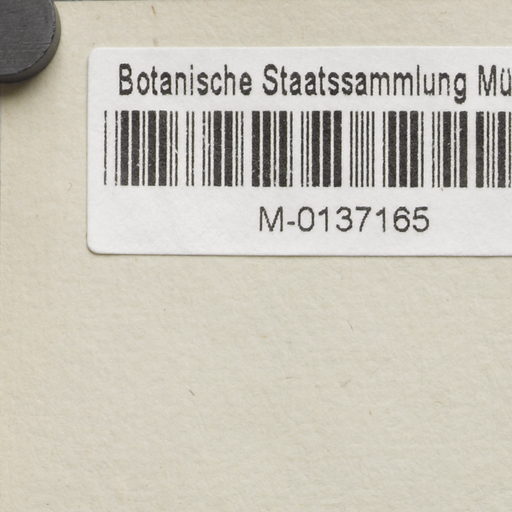 Botanische Staatssammlung Mü
M-0137165